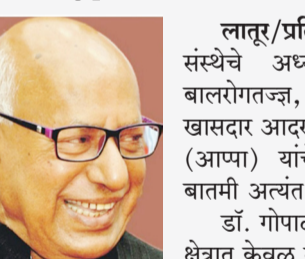 लातूर/प्रति
संस्थेचे अध्य
बालरोगतज्ज्ञ,
खासदार आदर
(आप्पा) यांचे
बातमी अत्यंत
डॉ. गोपाळ
क्षेत्रात केवळ